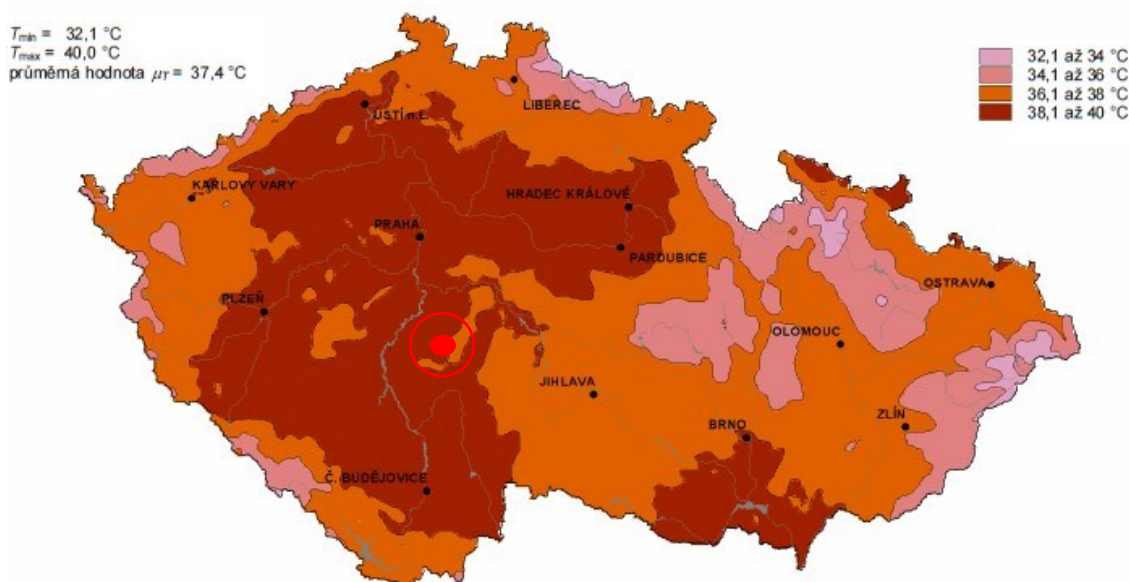 Tmin = 32,1 °C
Tmax = 40,0 °C
průměrná hodnota μT = 37,4 °C
32,1 až 34 °C
34,1 až 36 °C
36,1 až 38 °C
38,1 až 40 °C
LIBEREC
ÚSTÍ n.L.
KARLOVY VARY
HRADEC KRÁLOVÉ
PRAHA
PARDUBICE
PLZEŇ
OSTRAVA
OLOMOUC
JIHLAVA
ZLÍN
BRNO
Č. BUDĚJOVICE